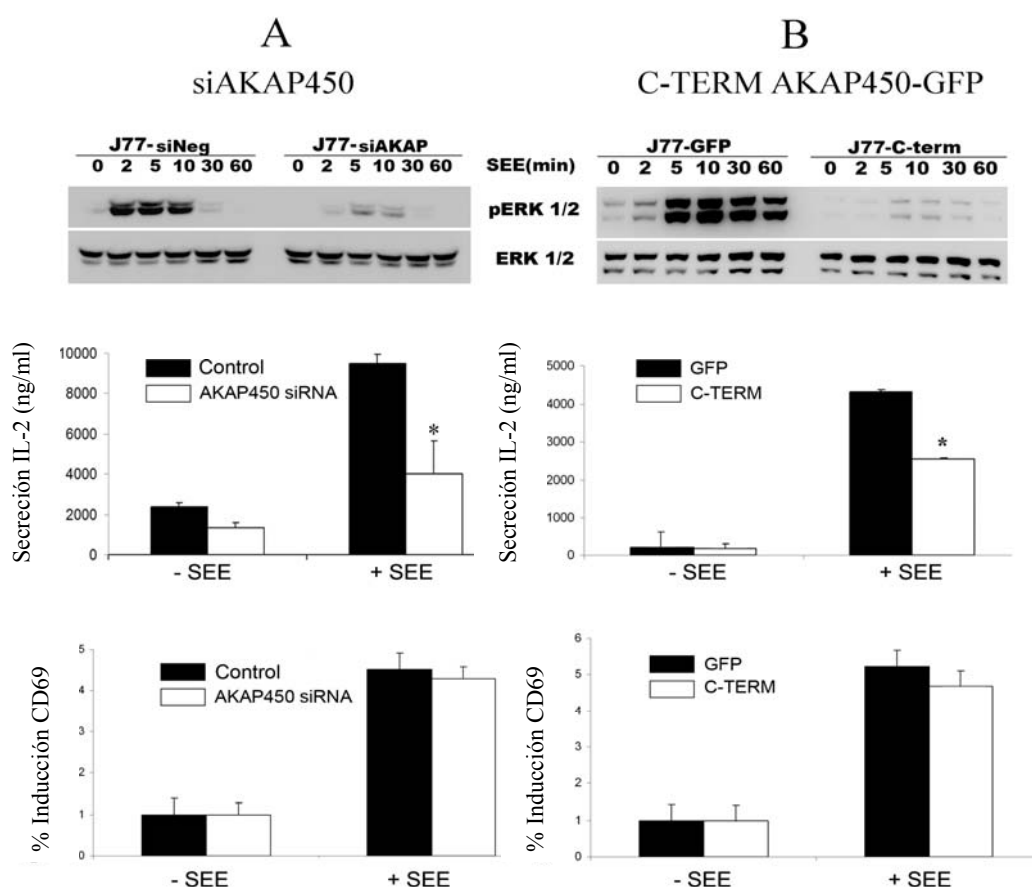 A
siAKAP450
J77-siNeg J77-siAKAP
0 2 5 10 30 60 0 2 5 10 30 60
SEE(min)
pERK 1/2
ERK 1/2
B
C-TERM AKAP450-GFP
J77-GFP J77-C-term
0 2 5 10 30 60 0 2 5 10 30 60
Secreción IL-2 (ng/ml)
10000
8000
6000
4000
2000
0
Control
AKAP450 siRNA
*
- SEE + SEE
Secreción IL-2 (ng/ml)
5000
4000
3000
2000
1000
0
GFP
C-TERM
*
- SEE + SEE
% Inducción CD69
5
4
3
2
1
0
Control
AKAP450 siRNA
- SEE + SEE
% Inducción CD69
6
5
4
3
2
1
0
GFP
C-TERM
- SEE + SEE